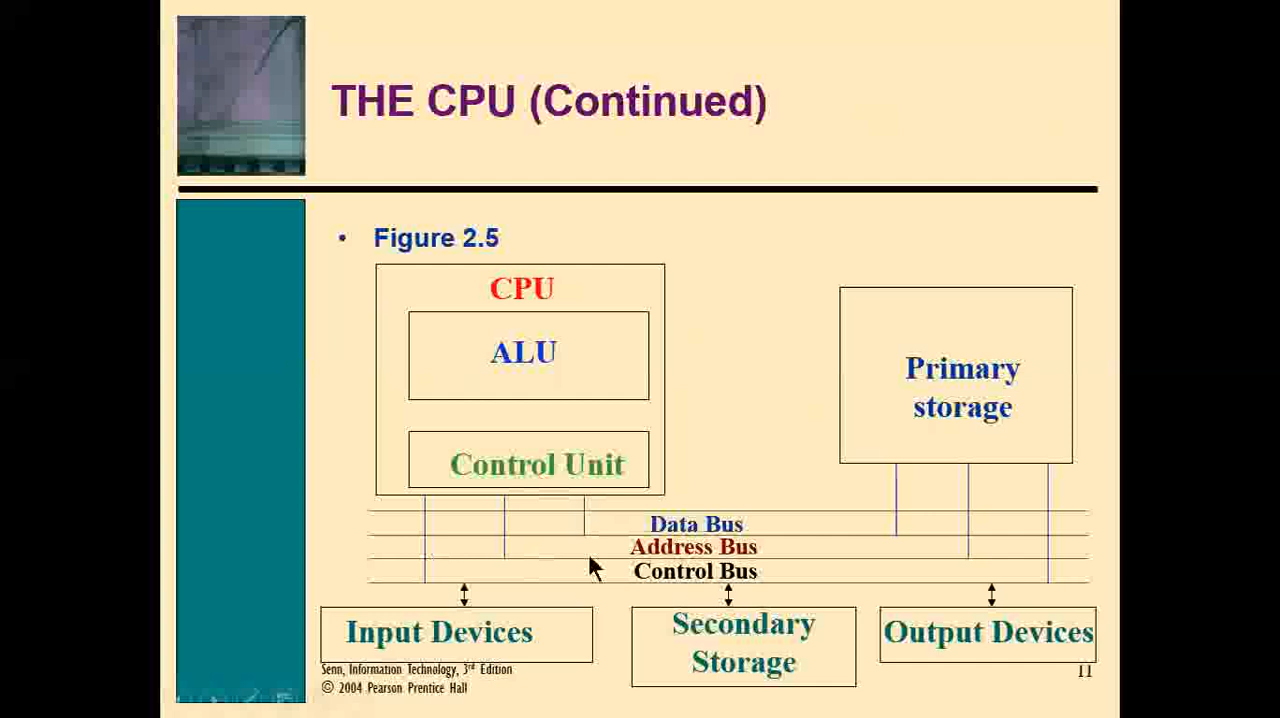 THE CPU (Continued)
• Figure 2.5
CPU
ALU
Control Unit
Primary
storage
Data Bus
Address Bus
Control Bus
Input Devices
Secondary
Storage
Output Devices
Senn, Information Technology, 3rd Edition
© 2004 Pearson Prentice Hall
11